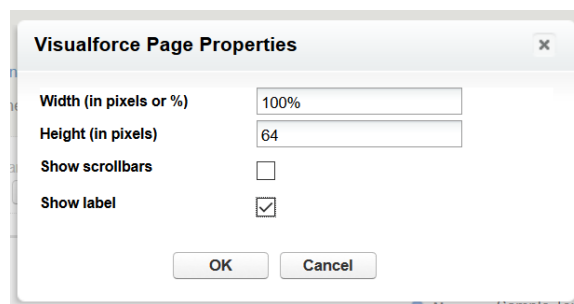 Visualforce Page Properties
Width (in pixels or %) 100%
Height (in pixels) 64
Show scrollbars
Show label
OK Cancel